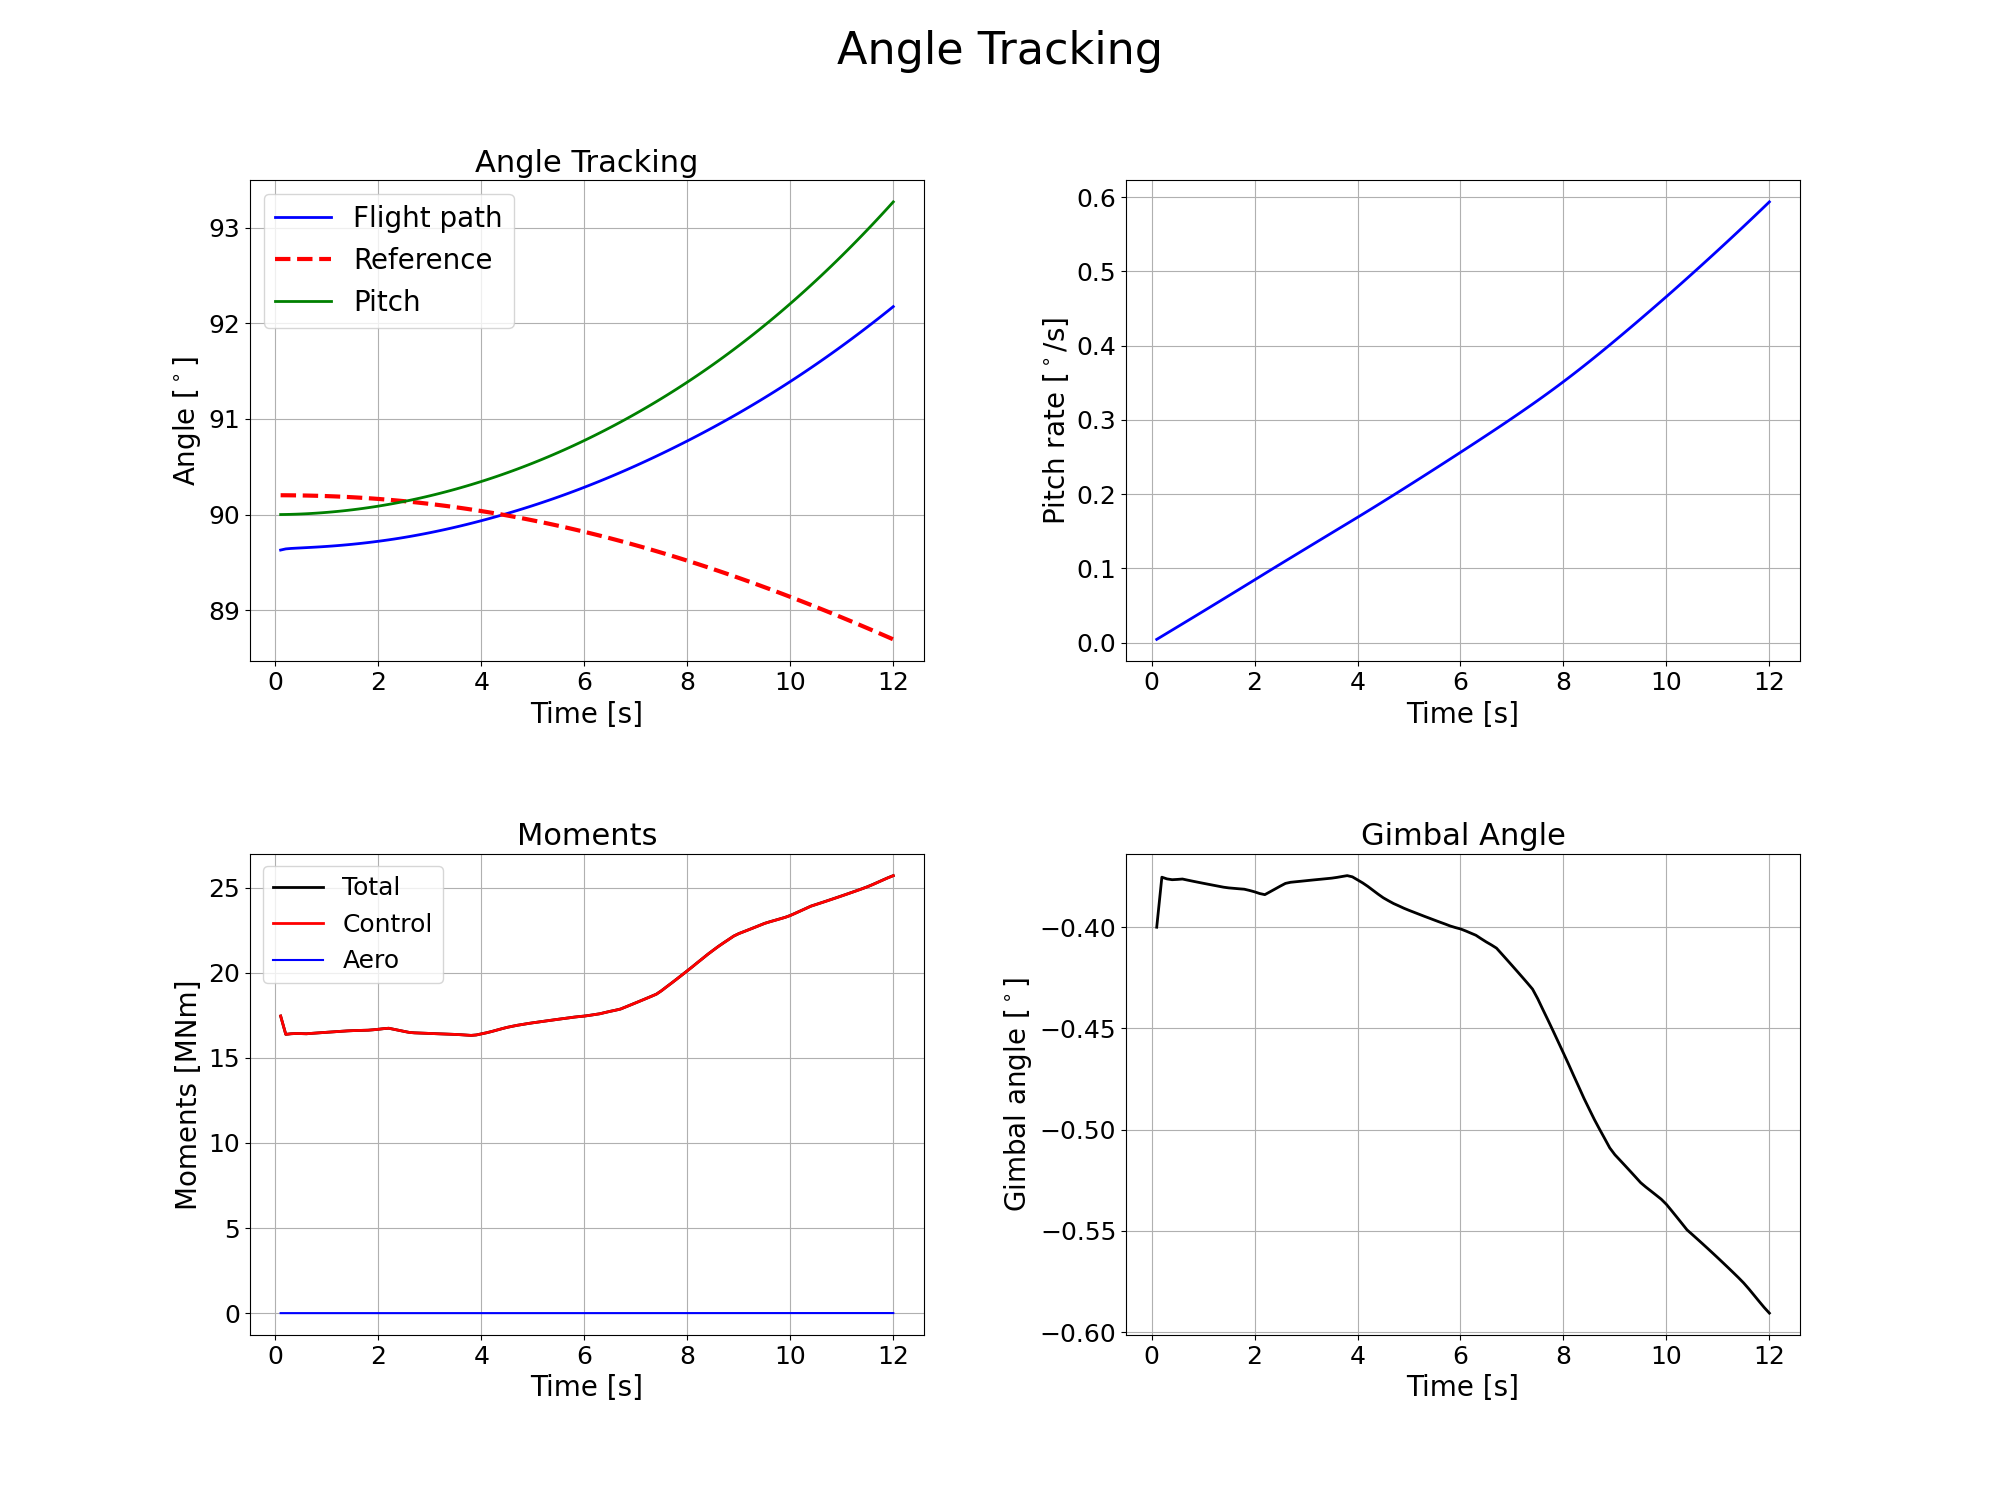 Angle Tracking
Angle Tracking
Flight path
Reference
Pitch
Angle [°]
93
92
91
90
89
0 2 4 6 8 10 12
Time [s]
Pitch rate [°/s]
0.6
0.5
0.4
0.3
0.2
0.1
0.0
0 2 4 6 8 10 12
Time [s]
Moments
Total
Control
Aero
Moments [MNm]
25
20
15
10
5
0
0 2 4 6 8 10 12
Time [s]
Gimbal Angle
Gimbal angle [°]
−0.40
−0.45
−0.50
−0.55
−0.60
0 2 4 6 8 10 12
Time [s]